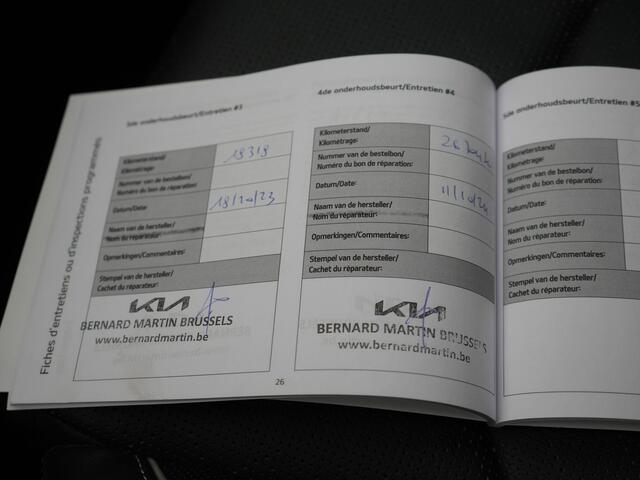 Fiches d'entretiens ou d'inspections programmés
3de onderhoudsbeurt/Entretien #3
Kilometerstand/
Kilométrage:
18318
Nummer van de bestelbon/
Numéro du bon de réparation:
Datum/Date:
18/10/23
Naam van de hersteller/
Nom du réparateur:
Opmerkingen/Commentaires:
Stempel van de hersteller/
Cachet du réparateur:
KIA
BERNARD MARTIN BRUSSELS
www.bernardmartin.be
26
4de onderhoudsbeurt/Entretien #4
Kilometerstand/
Kilométrage:
Nummer van de bestelbon/
Numéro du bon de réparation:
Datum/Date:
11/10/24
Naam van de hersteller/
Nom du réparateur:
Opmerkingen/Commentaires:
Stempel van de hersteller/
Cachet du réparateur:
KIA
BERNARD MARTIN BRUSSELS
www.bernardmartin.be
5de onderhoudsbeurt/Entretien #5
Kilometerstand/
Kilométrage:
Nummer van de bestelbon/
Numéro du bon de réparation:
Datum/Date:
Naam van de hersteller/
Nom du réparateur:
Opmerkingen/Commentaires:
Stempel van de hersteller/
Cachet du réparateur: